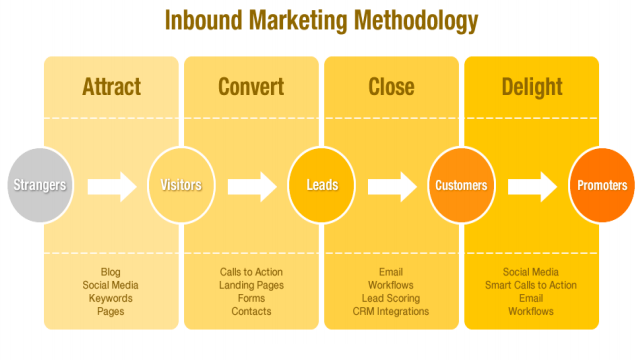 Inbound Marketing Methodology
Attract
Convert
Close
Delight
Strangers
Visitors
Leads
Customers
Promoters
Blog
Social Media
Keywords
Pages
Calls to Action
Landing Pages
Forms
Contacts
Email
Workflows
Lead Scoring
CRM Integrations
Social Media
Smart Calls to Action
Email
Workflows